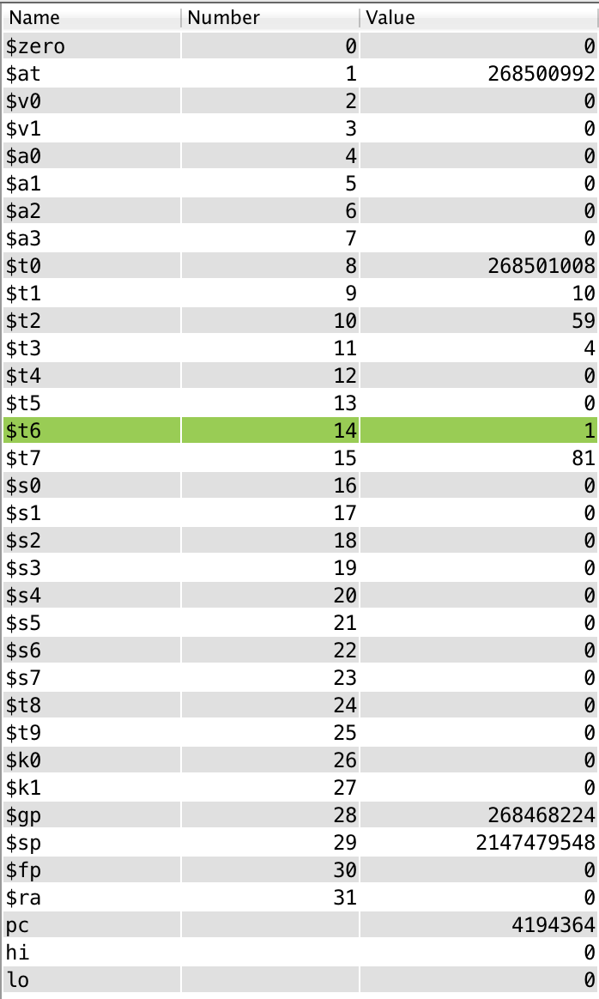 Name Number Value
$zero 0 0
$at 1 268500992
$v0 2 0
$v1 3 0
$a0 4 0
$a1 5 0
$a2 6 0
$a3 7 0
$t0 8 268501008
$t1 9 10
$t2 10 59
$t3 11 4
$t4 12 0
$t5 13 0
$t6 14 1
$t7 15 81
$s0 16 0
$s1 17 0
$s2 18 0
$s3 19 0
$s4 20 0
$s5 21 0
$s6 22 0
$s7 23 0
$t8 24 0
$t9 25 0
$k0 26 0
$k1 27 0
$gp 28 268468224
$sp 29 2147479548
$fp 30 0
$ra 31 0
pc 4194364
hi 0
lo 0